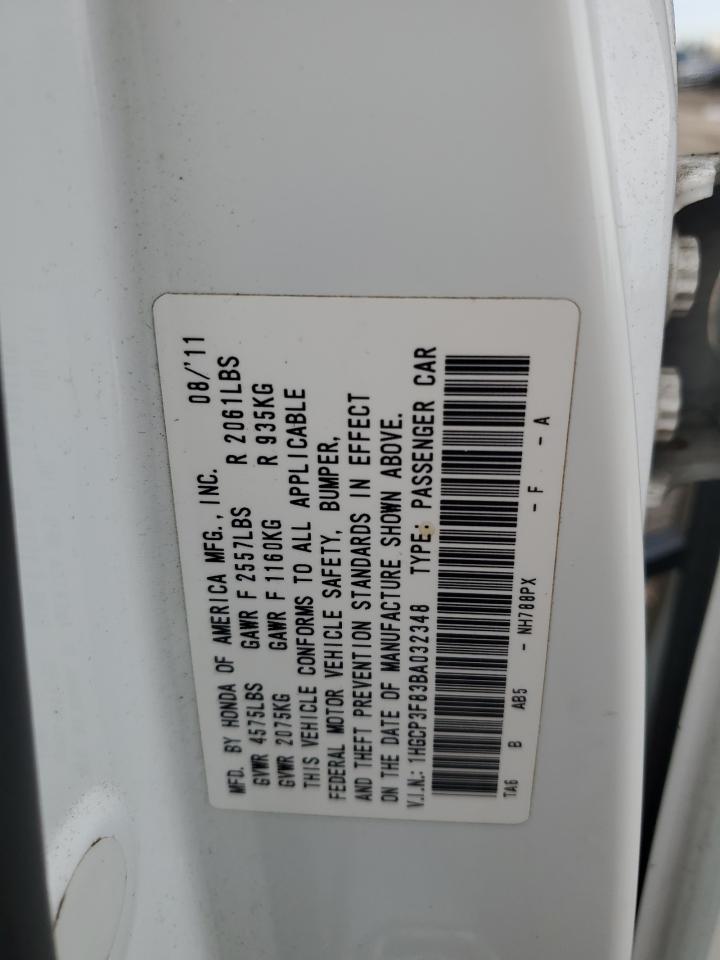 MFD. BY HONDA OF AMERICA MFG., INC. 08/'11
GVWR 4575LBS GAWR F 2557LBS R 2061LBS
GVWR 2075KG GAWR F 1160KG R 935KG
THIS VEHICLE CONFORMS TO ALL APPLICABLE
FEDERAL MOTOR VEHICLE SAFETY, BUMPER,
AND THEFT PREVENTION STANDARDS IN EFFECT
ON THE DATE OF MANUFACTURE SHOWN ABOVE.
V.I.N.: 1HGCP3F83BA032348 TYPE: PASSENGER CAR
TA6 B AB5 - NH788PX - F - A